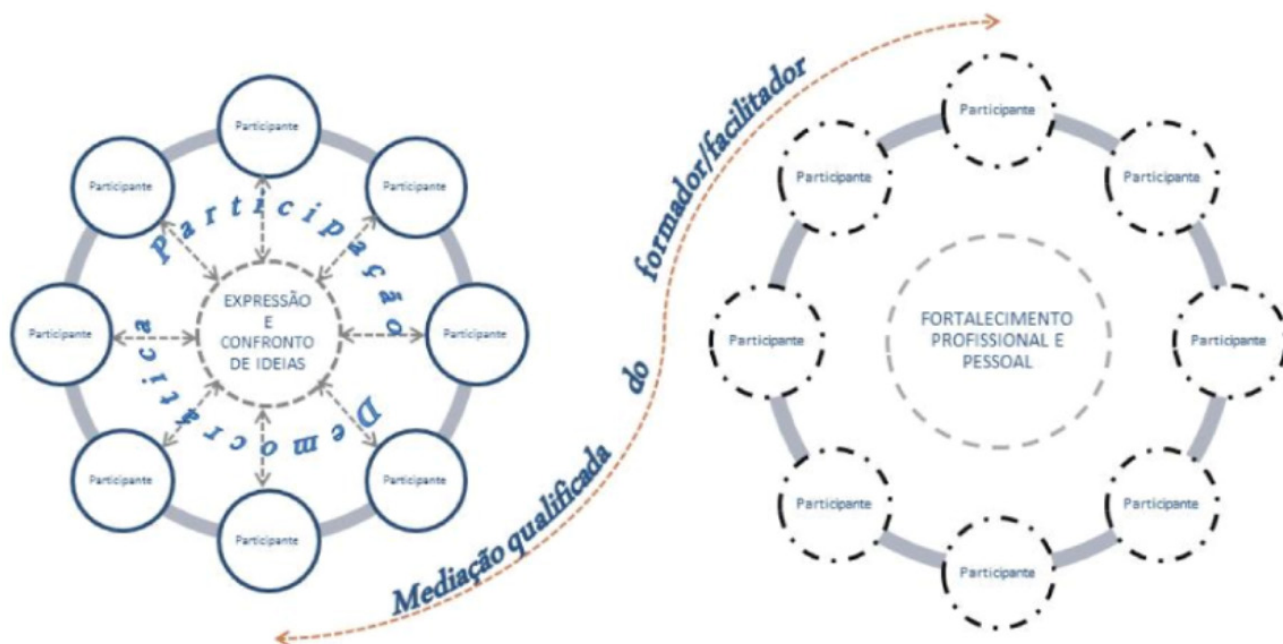 Participante
Participante
Participante
Participante
Participante
Participante
Participante
Participante
Participação
Democrática
EXPRESSÃO
E
CONFRONTO
DE IDEIAS
Mediação qualificada do formador/facilitador
Participante
Participante
Participante
Participante
Participante
Participante
Participante
Participante
FORTALECIMENTO
PROFISSIONAL E
PESSOAL